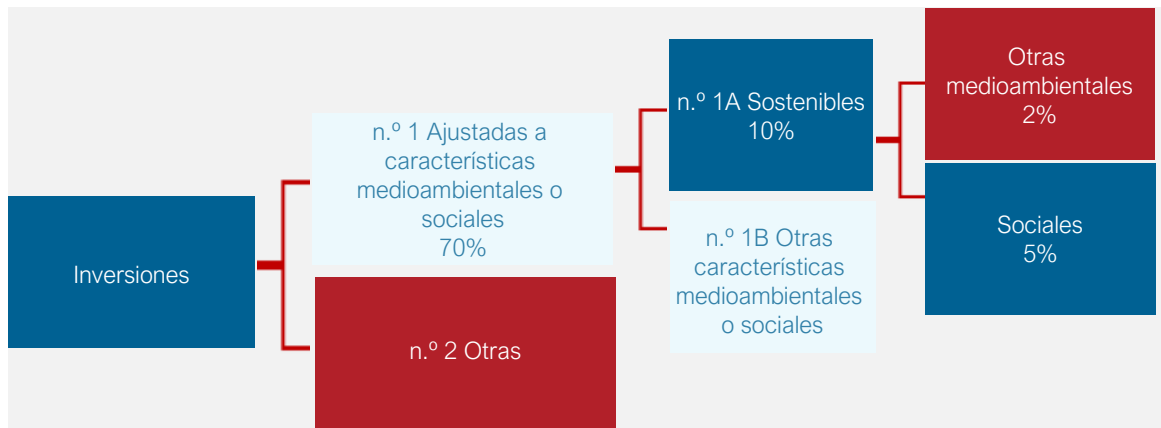 Inversiones
n.º 1 Ajustadas a
características
medioambientales o
sociales
70%
n.º 2 Otras
n.º 1A Sostenibles
10%
n.º 1B Otras
características
medioambientales
o sociales
Otras
medioambientales
2%
Sociales
5%